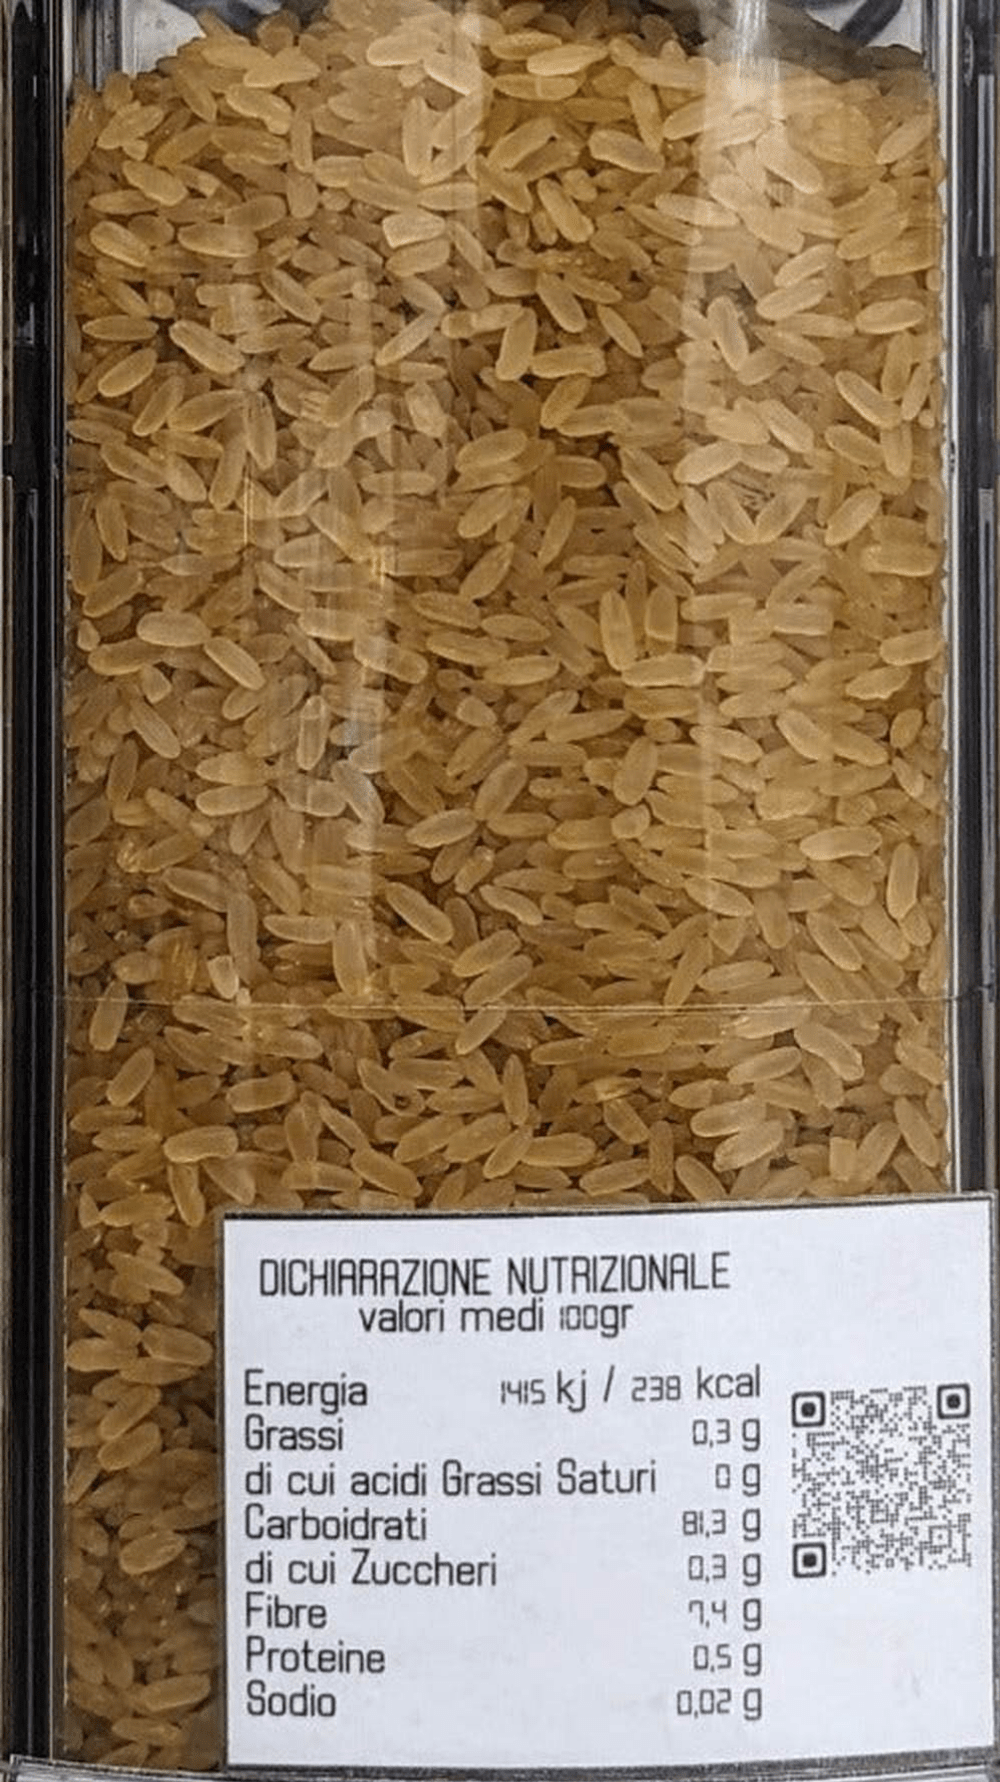 DICHIARAZIONE NUTRIZIONALE
valori medi 100gr
Energia 1415 kj / 238 kcal
Grassi 0,3 g
di cui acidi Grassi Saturi 0 g
Carboidrati 81,3 g
di cui Zuccheri 0,3 g
Fibre 7,4 g
Proteine 0,5 g
Sodio 0,02 g